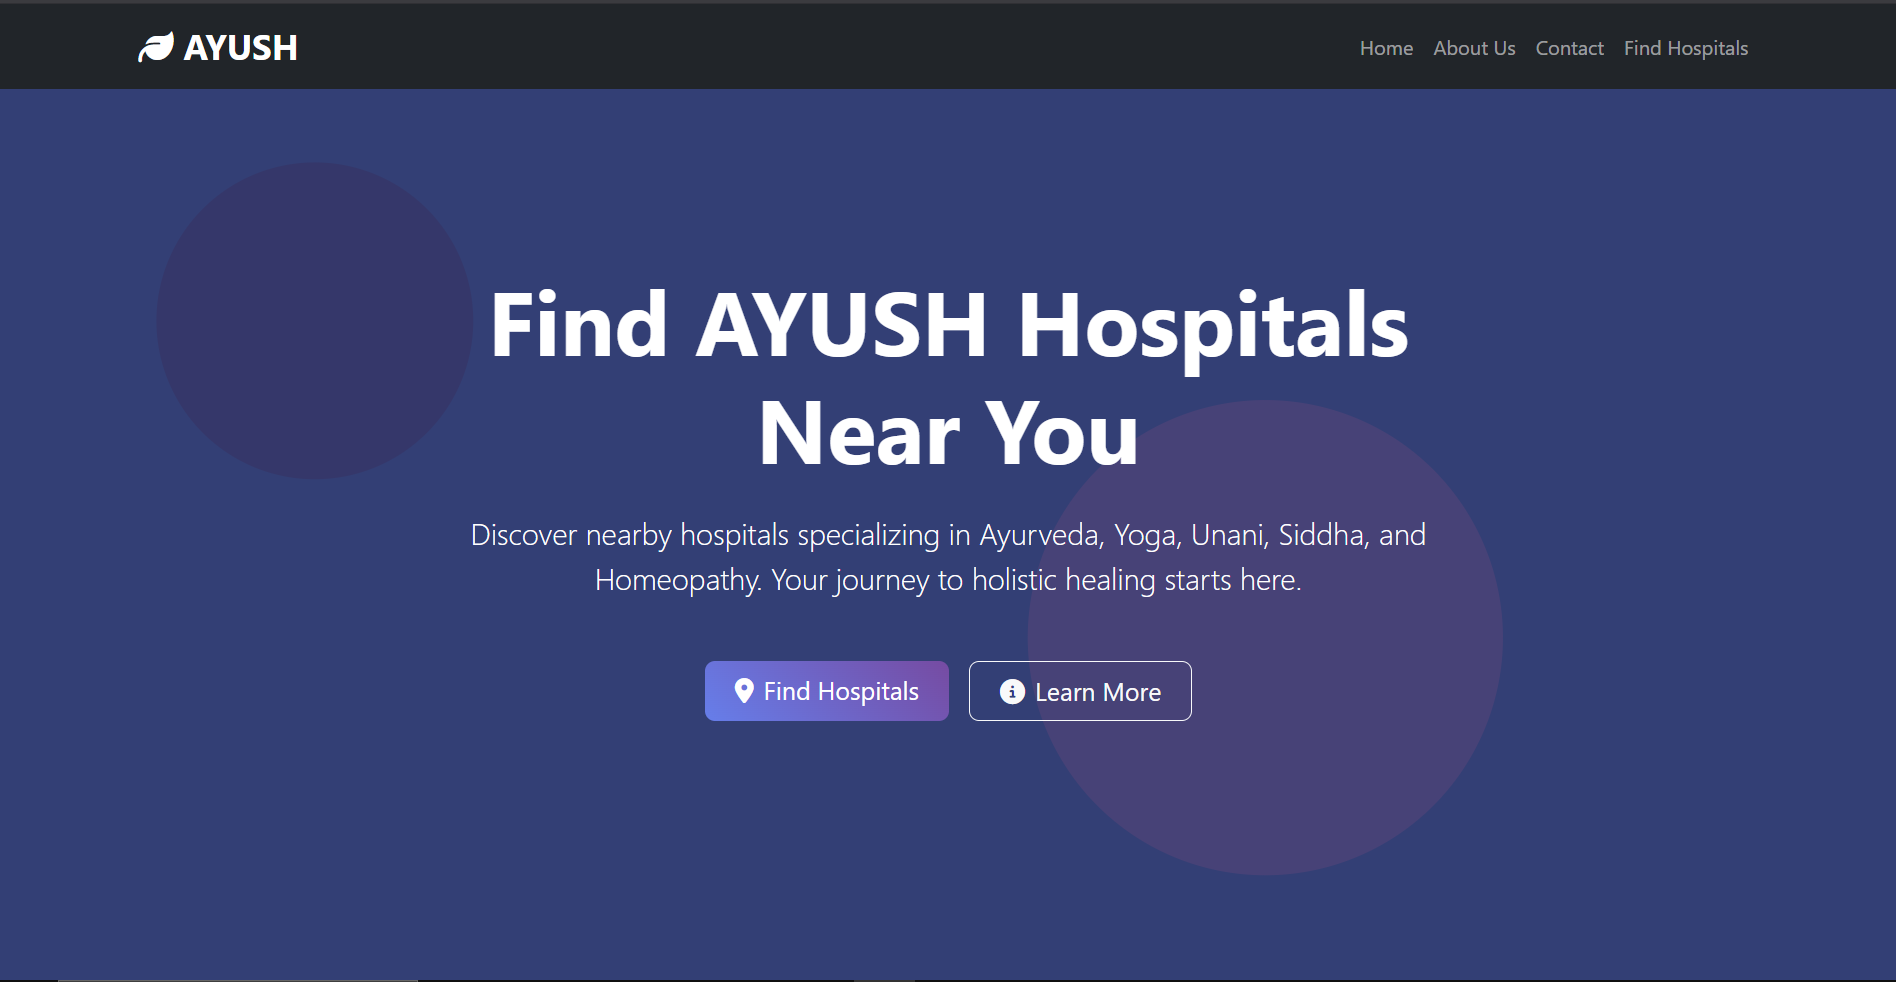 AYUSH
Home About Us Contact Find Hospitals
Find AYUSH Hospitals
Near You
Discover nearby hospitals specializing in Ayurveda, Yoga, Unani, Siddha, and
Homeopathy. Your journey to holistic healing starts here.
Find Hospitals
Learn More